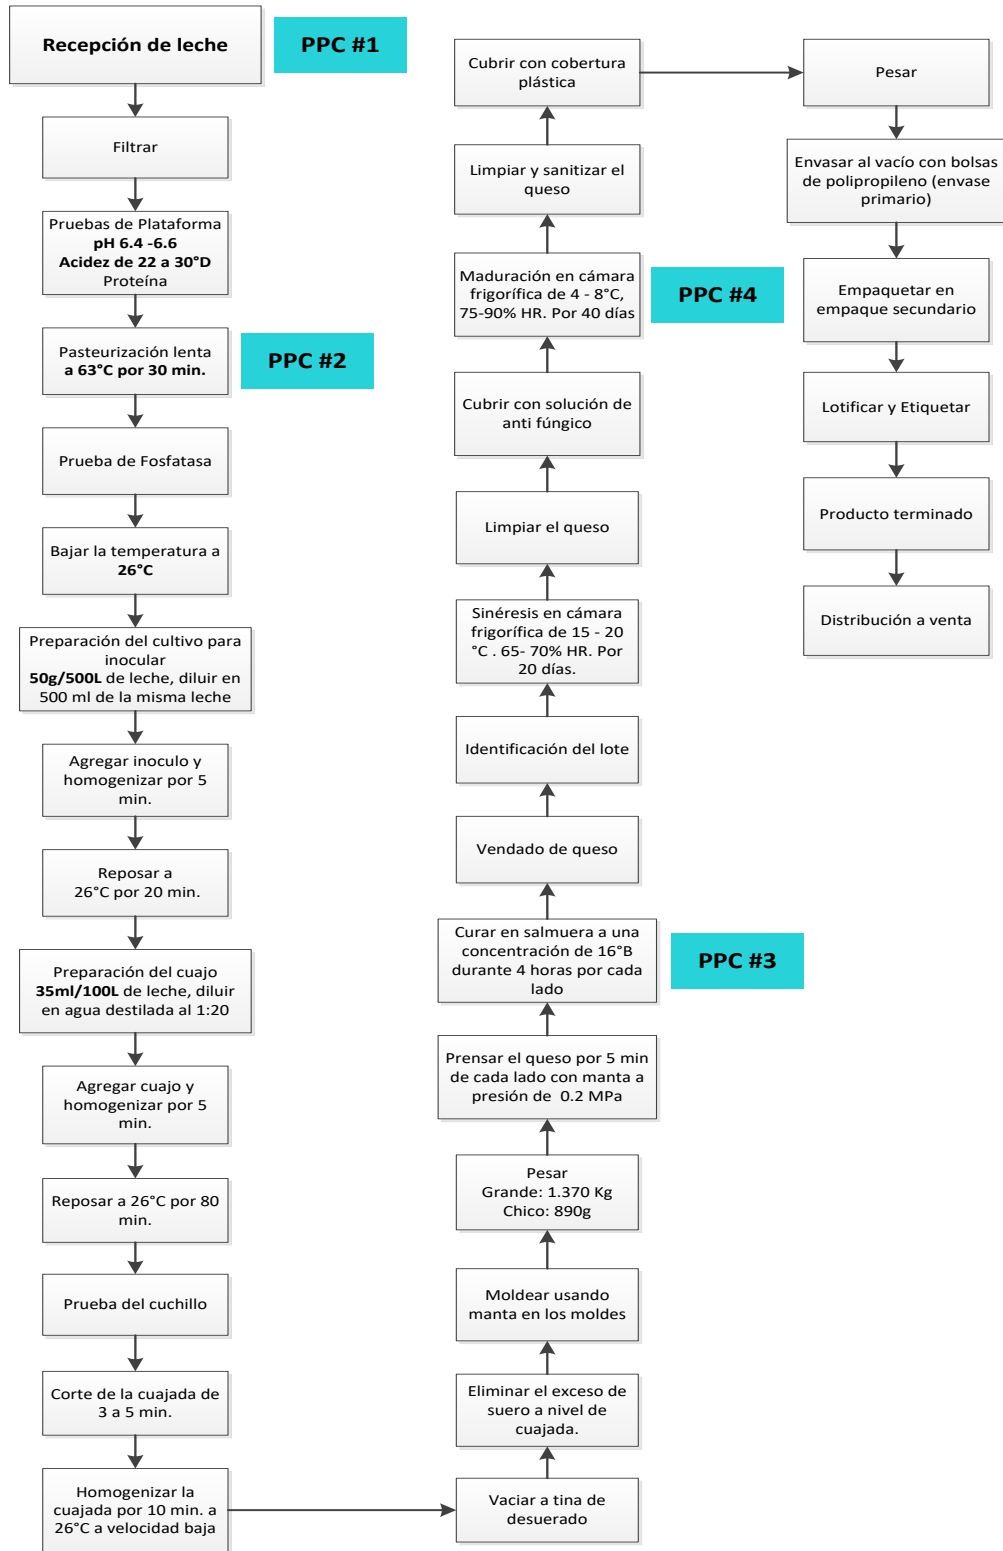 Recepción de leche
PPC #1
Filtrar
Pruebas de Plataforma
pH 6.4 -6.6
Acidez de 22 a 30°D
Proteína
Pasteurización lenta
a 63°C por 30 min.
PPC #2
Prueba de Fosfatasa
Bajar la temperatura a
26°C
Preparación del cultivo para
inocular
50g/500L de leche, diluir en
500 ml de la misma leche
Agregar inoculo y
homogenizar por 5
min.
Reposar a
26°C por 20 min.
Preparación del cuajo
35ml/100L de leche, diluir
en agua destilada al 1:20
Agregar cuajo y
homogenizar por 5
min.
Reposar a 26°C por 80
min.
Prueba del cuchillo
Corte de la cuajada de
3 a 5 min.
Homogenizar la
cuajada por 10 min. a
26°C a velocidad baja
Vaciar a tina de
desuerado
Eliminar el exceso de
suero a nivel de
cuajada.
Moldear usando
manta en los moldes
Pesar
Grande: 1.370 Kg
Chico: 890g
Prensar el queso por 5 min
de cada lado con manta a
presión de  0.2 MPa
Curar en salmuera a una
concentración de 16°B
durante 4 horas por cada
lado
PPC #3
Vendado de queso
Identificación del lote
Sinéresis en cámara
frigorífica de 15 - 20
°C . 65- 70% HR. Por
20 días.
Limpiar el queso
Cubrir con solución de
anti fúngico
Maduración en cámara
frigorífica de 4 - 8°C,
75-90% HR. Por 40 días
PPC #4
Limpiar y sanitizar el
queso
Cubrir con cobertura
plástica
Pesar
Envasar al vacío con bolsas
de polipropileno (envase
primario)
Empaquetar en
empaque secundario
Lotificar y Etiquetar
Producto terminado
Distribución a venta